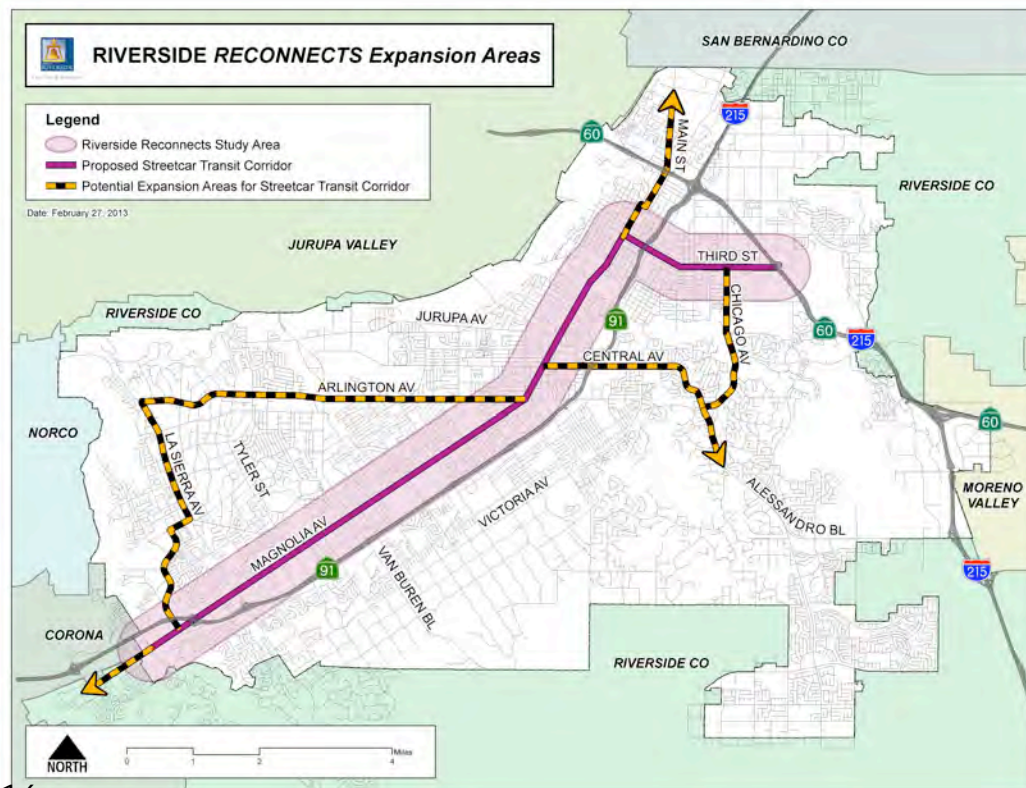 RIVERSIDE RECONNECTS Expansion Areas
RIVERSIDE
Legend
Riverside Reconnects Study Area
Proposed Streetcar Transit Corridor
Potential Expansion Areas for Streetcar Transit Corridor
Date: February 27, 2013
SAN BERNARDINO CO
215
60
MAIN ST
RIVERSIDE CO
JURUPA VALLEY
THIRD ST
RIVERSIDE CO
JURUPA AV
91
CHICAGO AV
60
215
CENTRAL AV
ARLINGTON AV
NORCO
LA SIERRA AV
TYLER ST
60
MORENO
VALLEY
ALESSANDRO BL
VICTORIA AV
MAGNOLIA AV
VAN BUREN BL
91
215
CORONA
RIVERSIDE CO
NORTH
Miles
0
1
2
4